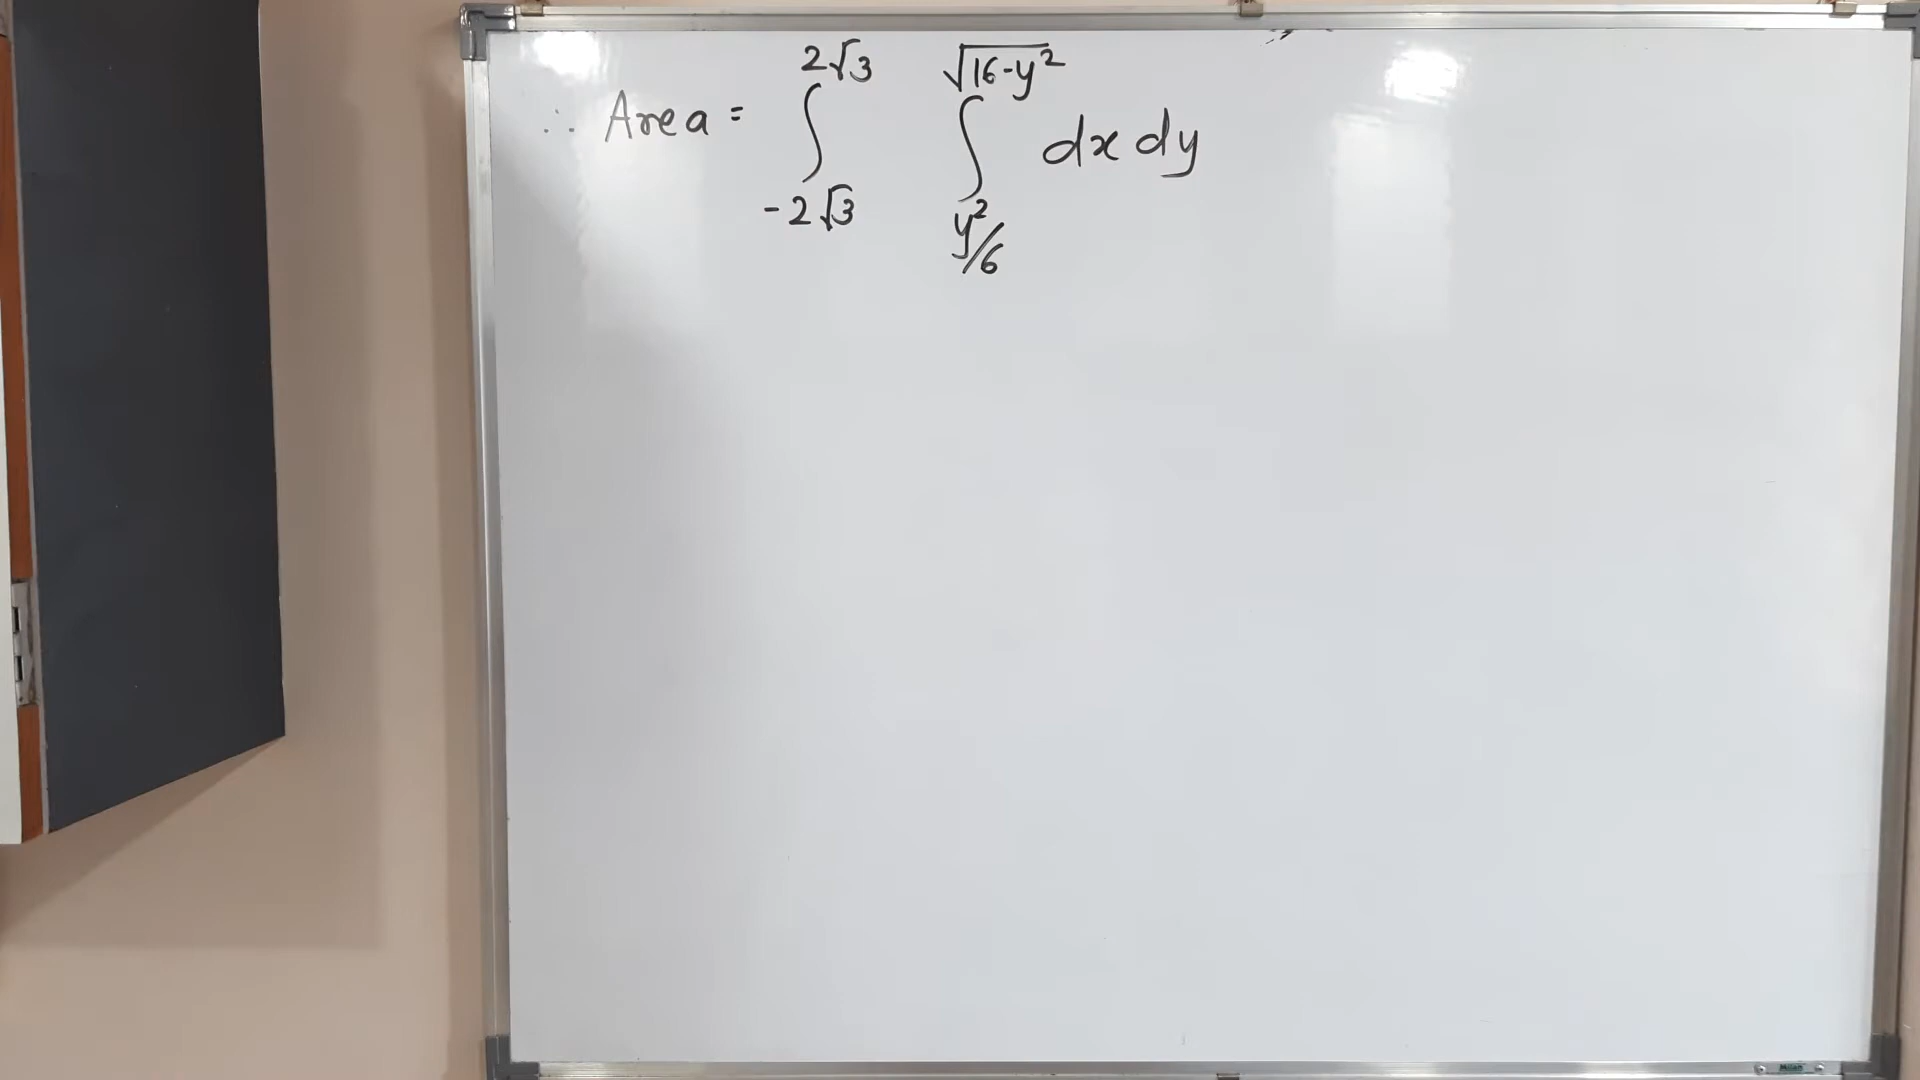 ∴ Area = ∫_{-2√3}^{2√3} ∫_{y²/6}^{√(16-y²)} dx dy